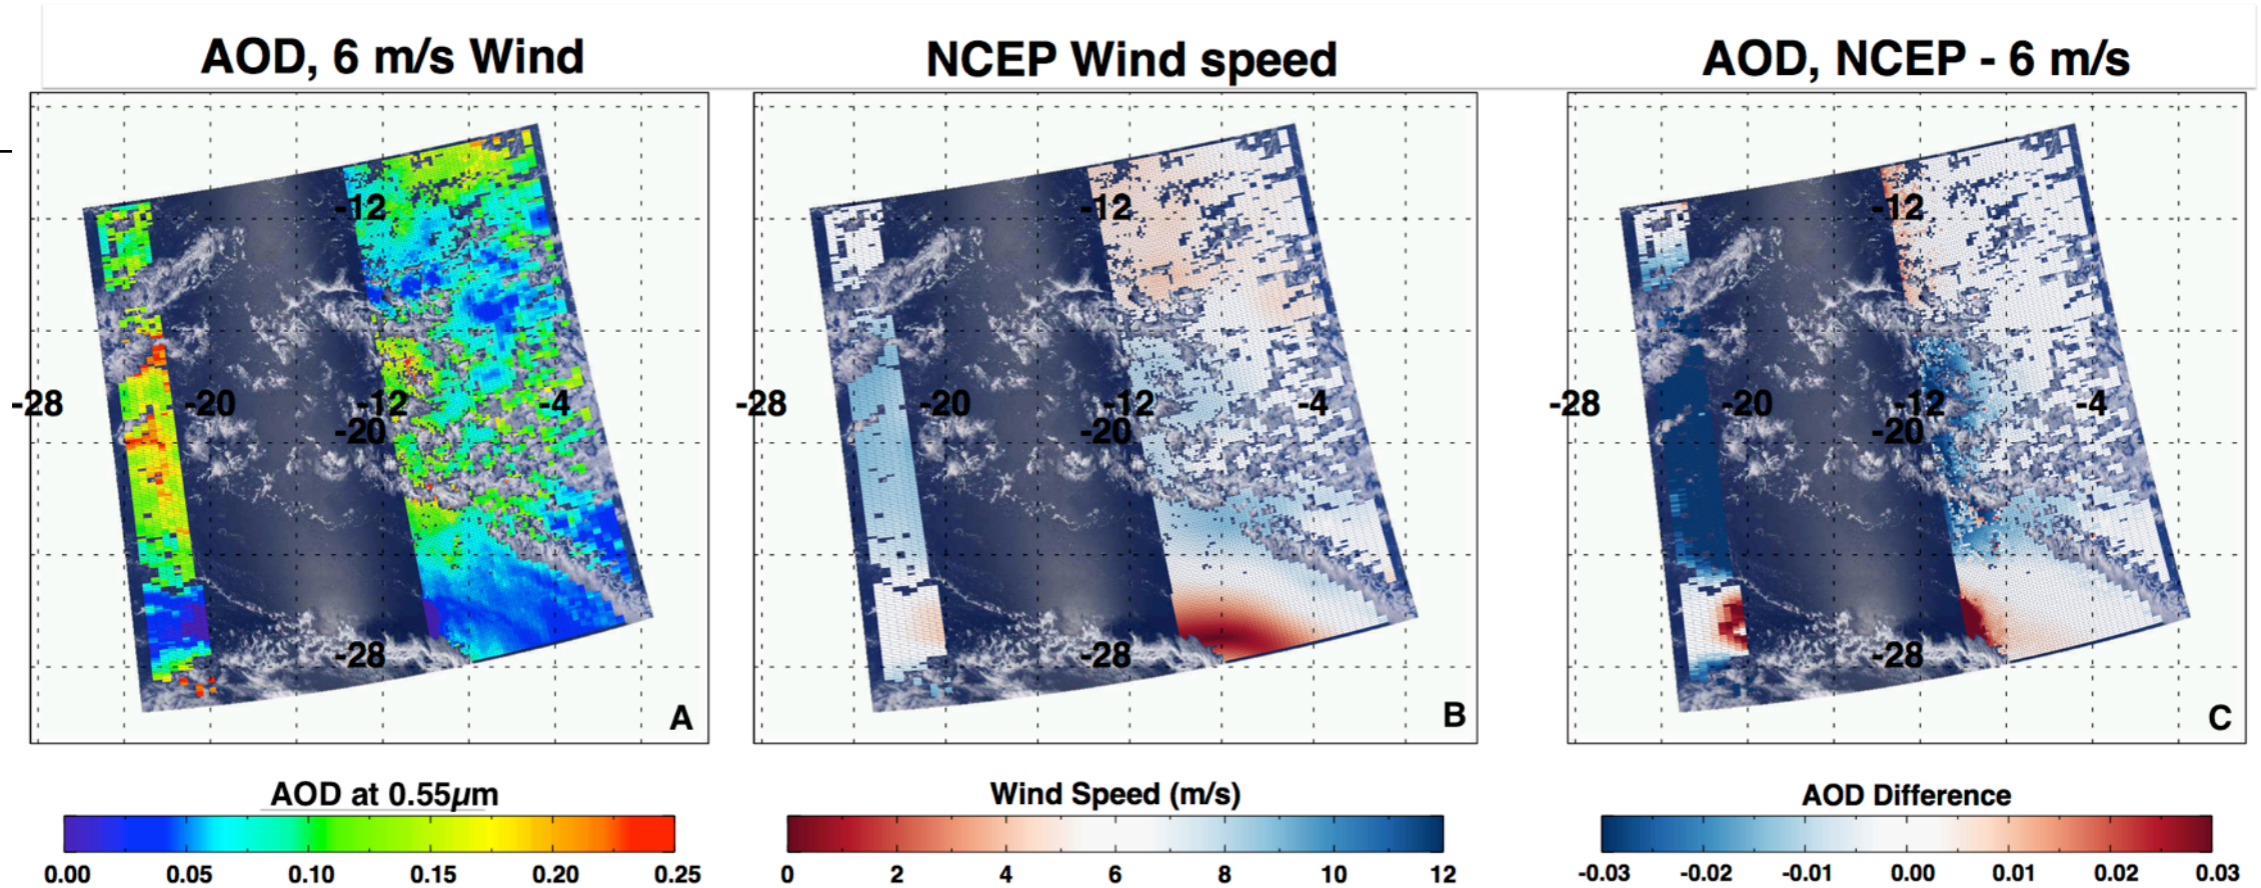 AOD, 6 m/s Wind
NCEP Wind speed
AOD, NCEP - 6 m/s
-12
-28
-20
-12
-4
-20
-28
A
-12
-28
-20
-12
-4
-20
-28
B
-12
-28
-20
-12
-4
-20
-28
C
AOD at 0.55μm
0.00 0.05 0.10 0.15 0.20 0.25
Wind Speed (m/s)
0 2 4 6 8 10 12
AOD Difference
-0.03 -0.02 -0.01 0.00 0.01 0.02 0.03